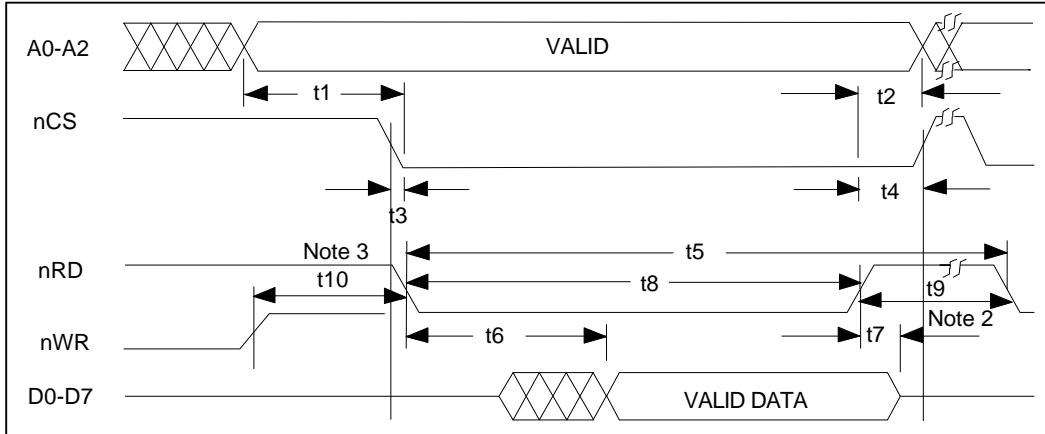 A0-A2
VALID
t1
t2
nCS
t3
t4
Note 3
t5
nRD
t10
t8
t9
nWR
t6
t7
Note 2
D0-D7
VALID DATA